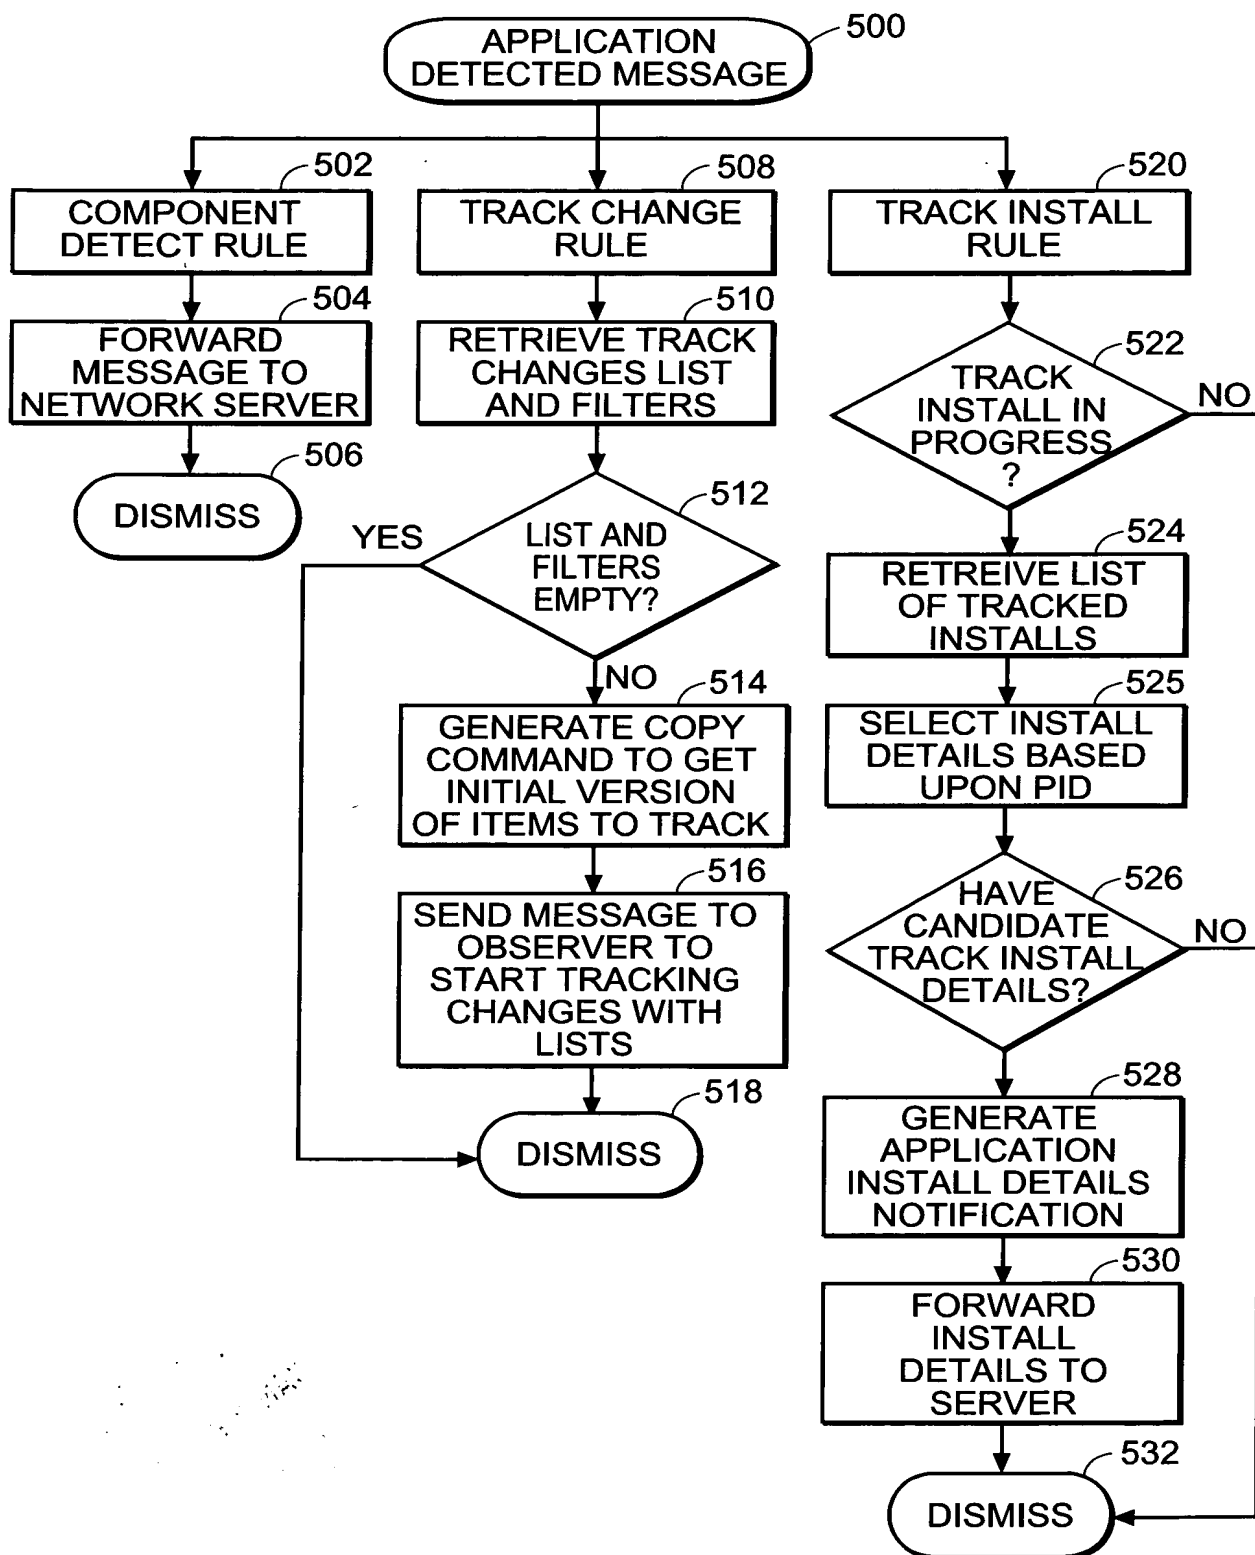 APPLICATION
DETECTED MESSAGE
500
502
COMPONENT
DETECT RULE
504
FORWARD
MESSAGE TO
NETWORK SERVER
506
DISMISS
508
TRACK CHANGE
RULE
510
RETRIEVE TRACK
CHANGES LIST
AND FILTERS
512
YES
LIST AND
FILTERS
EMPTY?
NO
514
GENERATE COPY
COMMAND TO GET
INITIAL VERSION
OF ITEMS TO TRACK
516
SEND MESSAGE TO
OBSERVER TO
START TRACKING
CHANGES WITH
LISTS
518
DISMISS
520
TRACK INSTALL
RULE
522
TRACK
INSTALL IN
PROGRESS
?
NO
524
RETREIVE LIST
OF TRACKED
INSTALLS
525
SELECT INSTALL
DETAILS BASED
UPON PID
526
HAVE
CANDIDATE
TRACK INSTALL
DETAILS?
NO
528
GENERATE
APPLICATION
INSTALL DETAILS
NOTIFICATION
530
FORWARD
INSTALL
DETAILS TO
SERVER
532
DISMISS